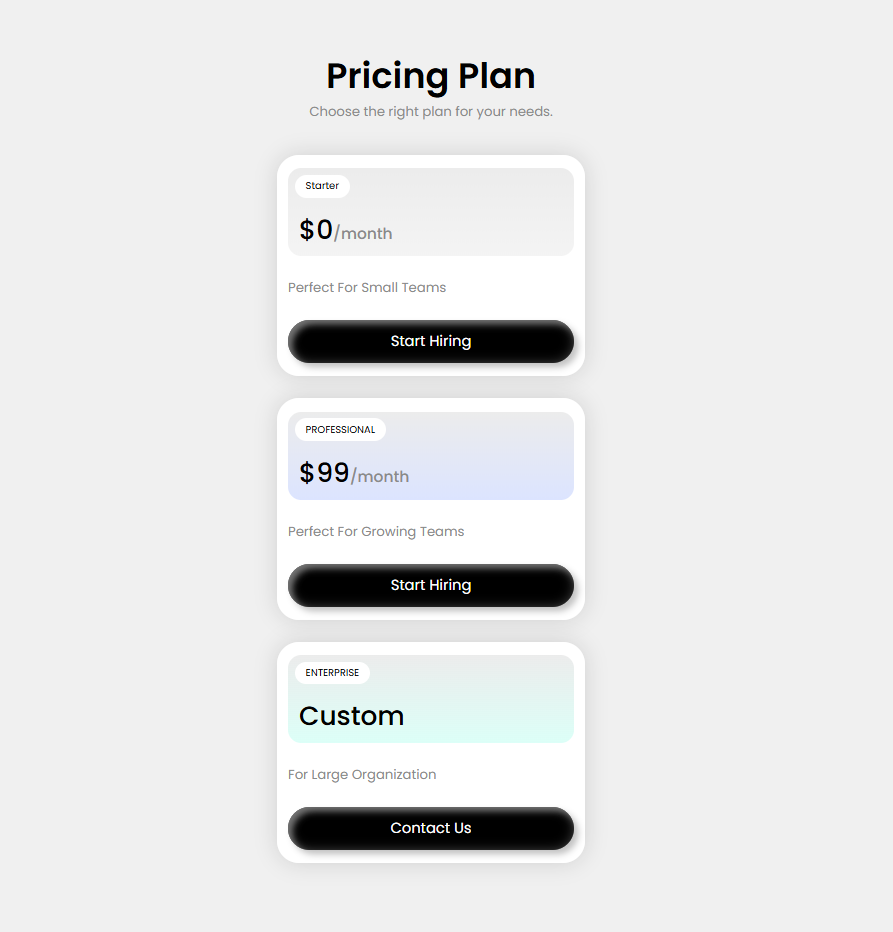 Pricing Plan
Choose the right plan for your needs.
Starter
$0/month
Perfect For Small Teams
Start Hiring
PROFESSIONAL
$99/month
Perfect For Growing Teams
Start Hiring
ENTERPRISE
Custom
For Large Organization
Contact Us